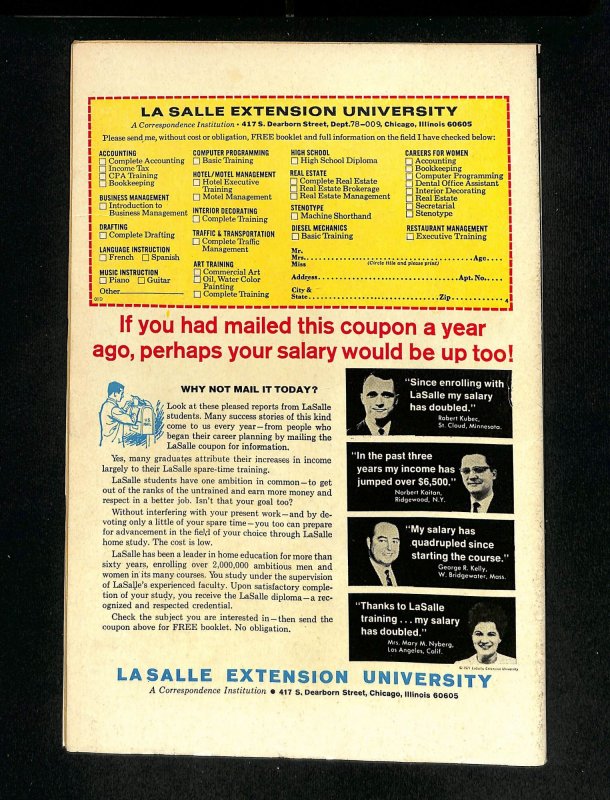 LA SALLE EXTENSION UNIVERSITY
A Correspondence Institution • 417 S. Dearborn Street, Dept. 78-009, Chicago, Illinois 60605
Please send me, without cost or obligation, FREE booklet and full information on the field I have checked below:
ACCOUNTING
Complete Accounting
Income Tax
CPA Training
Bookkeeping
BUSINESS MANAGEMENT
Introduction to
Business Management
DRAFTING
Complete Drafting
LANGUAGE INSTRUCTION
French Spanish
MUSIC INSTRUCTION
Piano Guitar
Other
COMPUTER PROGRAMMING
Basic Training
HOTEL/MOTEL MANAGEMENT
Hotel Executive
Training
Motel Management
INTERIOR DECORATING
Complete Training
TRAFFIC & TRANSPORTATION
Complete Traffic
Management
ART TRAINING
Commercial Art
Oil, Water Color
Painting
Complete Training
HIGH SCHOOL
High School Diploma
REAL ESTATE
Complete Real Estate
Real Estate Brokerage
Real Estate Management
STENOTYPE
Machine Shorthand
DIESEL MECHANICS
Basic Training
CAREERS FOR WOMEN
Accounting
Bookkeeping
Computer Programming
Dental Office Assistant
Interior Decorating
Real Estate
Secretarial
Stenotype
RESTAURANT MANAGEMENT
Executive Training
Mr.
Mrs. Age
Miss (Circle title and please print)
Address Apt. No.
City &
State Zip 4
If you had mailed this coupon a year
ago, perhaps your salary would be up too!
WHY NOT MAIL IT TODAY?
Look at these pleased reports from LaSalle
students. Many success stories of this kind
come to us every year—from people who
began their career planning by mailing the
LaSalle coupon for information.
Yes, many graduates attribute their increases in income
largely to their LaSalle spare-time training.
LaSalle students have one ambition in common—to get
out of the ranks of the untrained and earn more money and
respect in a better job. Isn't that your goal too?
Without interfering with your present work—and by de-
voting only a little of your spare time—you too can prepare
for advancement in the field of your choice through LaSalle
home study. The cost is low.
LaSalle has been a leader in home education for more than
sixty years, enrolling over 2,000,000 ambitious men and
women in its many courses. You study under the supervision
of LaSalle's experienced faculty. Upon satisfactory comple-
tion of your study, you receive the LaSalle diploma—a rec-
ognized and respected credential.
Check the subject you are interested in—then send the
coupon above for FREE booklet. No obligation.
"Since enrolling with
LaSalle my salary
has doubled."
Robert Kubec,
St. Cloud, Minnesota.
"In the past three
years my income has
jumped over $6,500."
Norbert Kaitan,
Ridgewood, N.Y.
"My salary has
quadrupled since
starting the course."
George R. Kelly,
W. Bridgewater, Mass.
"Thanks to LaSalle
training . . . my salary
has doubled."
Mrs. Mary M. Nyberg,
Los Angeles, Calif.
© 1971 LaSalle Extension University
LA SALLE EXTENSION UNIVERSITY
A Correspondence Institution • 417 S. Dearborn Street, Chicago, Illinois 60605